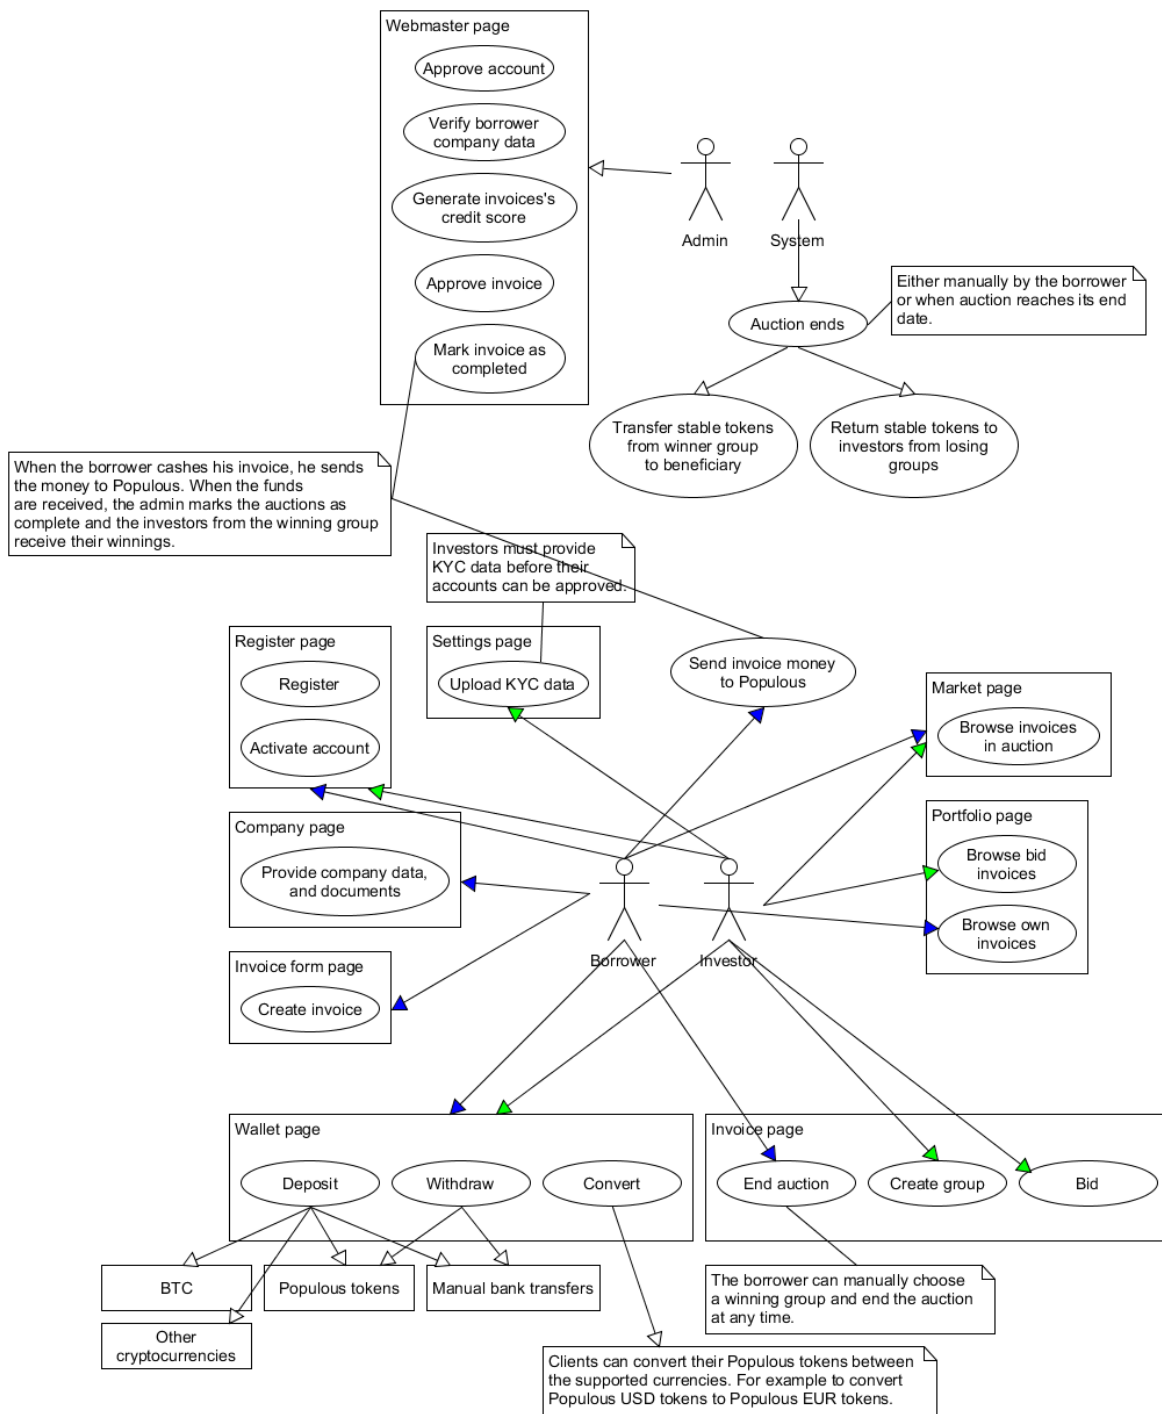 Webmaster page
Approve account
Verify borrower
company data
Generate invoices's
credit score
Approve invoice
Mark invoice as
completed
Admin
System
Either manually by the borrower
or when auction reaches its end
date.
Auction ends
Transfer stable tokens
from winner group
to beneficiary
Return stable tokens to
investors from losing
groups
When the borrower cashes his invoice, he sends
the money to Populous. When the funds
are received, the admin marks the auctions as
complete and the investors from the winning group
receive their winnings.
Investors must provide
KYC data before their
accounts can be approved.
Register page
Register
Activate account
Settings page
Upload KYC data
Send invoice money
to Populous
Market page
Browse invoices
in auction
Company page
Provide company data,
and documents
Portfolio page
Browse bid
invoices
Browse own
invoices
Borrower
Investor
Invoice form page
Create invoice
Wallet page
Deposit
Withdraw
Convert
Invoice page
End auction
Create group
Bid
BTC
Populous tokens
Manual bank transfers
Other
cryptocurrencies
The borrower can manually choose
a winning group and end the auction
at any time.
Clients can convert their Populous tokens between
the supported currencies. For example to convert
Populous USD tokens to Populous EUR tokens.